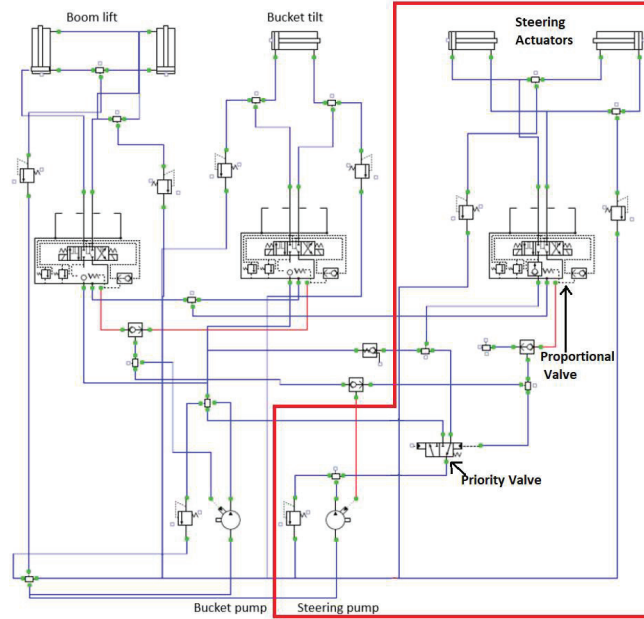 Boom lift
Bucket tilt
Steering
Actuators
Proportional
Valve
Priority Valve
Bucket pump
Steering pump